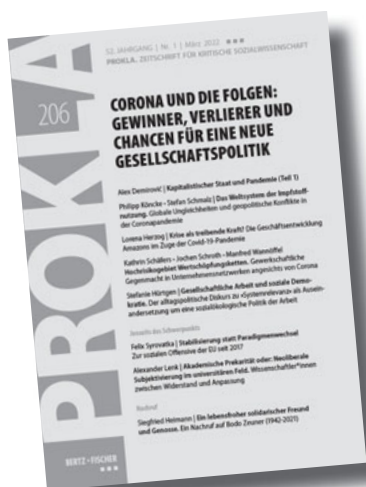 52. JAHRGANG | Nr. 1 | März 2022
PROKLA. ZEITSCHRIFT FÜR KRITISCHE SOZIALWISSENSCHAFT
PROKLA
206
CORONA UND DIE FOLGEN:
GEWINNER, VERLIERER UND
CHANCEN FÜR EINE NEUE
GESELLSCHAFTSPOLITIK
Alex Demirović | Kapitalistischer Staat und Pandemie (Teil 1)
Philipp Köncke · Stefan Schmalz | Das Weltsystem der Impfstoff-
nutzung. Globale Ungleichheiten und geopolitische Konflikte in
der Coronapandemie
Lorena Herzog | Krise als treibende Kraft? Die Geschäftsentwicklung
Amazons im Zuge der Covid-19-Pandemie
Kathrin Schäfers · Jochen Schroth · Manfred Wannöffel
Hochrisikogebiet Wertschöpfungsketten. Gewerkschaftliche
Gegenmacht in Unternehmensnetzwerken angesichts von Corona
Stefanie Hürtgen | Gesellschaftliche Arbeit und soziale Demo-
kratie. Der alltagspolitische Diskurs zu »Systemrelevanz« als Ausein-
andersetzung um eine sozialökologische Politik der Arbeit
Jenseits des Schwerpunkts
Felix Syrovatka | Stabilisierung statt Paradigmenwechsel
Zur sozialen Offensive der EU seit 2017
Alexander Lenk | Akademische Prekarität oder: Neoliberale
Subjektivierung im universitären Feld. Wissenschaftler*innen
zwischen Widerstand und Anpassung
Nachruf
Siegfried Heimann | Ein lebensfroher solidarischer Freund
und Genosse. Ein Nachruf auf Bodo Zeuner (1942-2021)
BERTZ + FISCHER